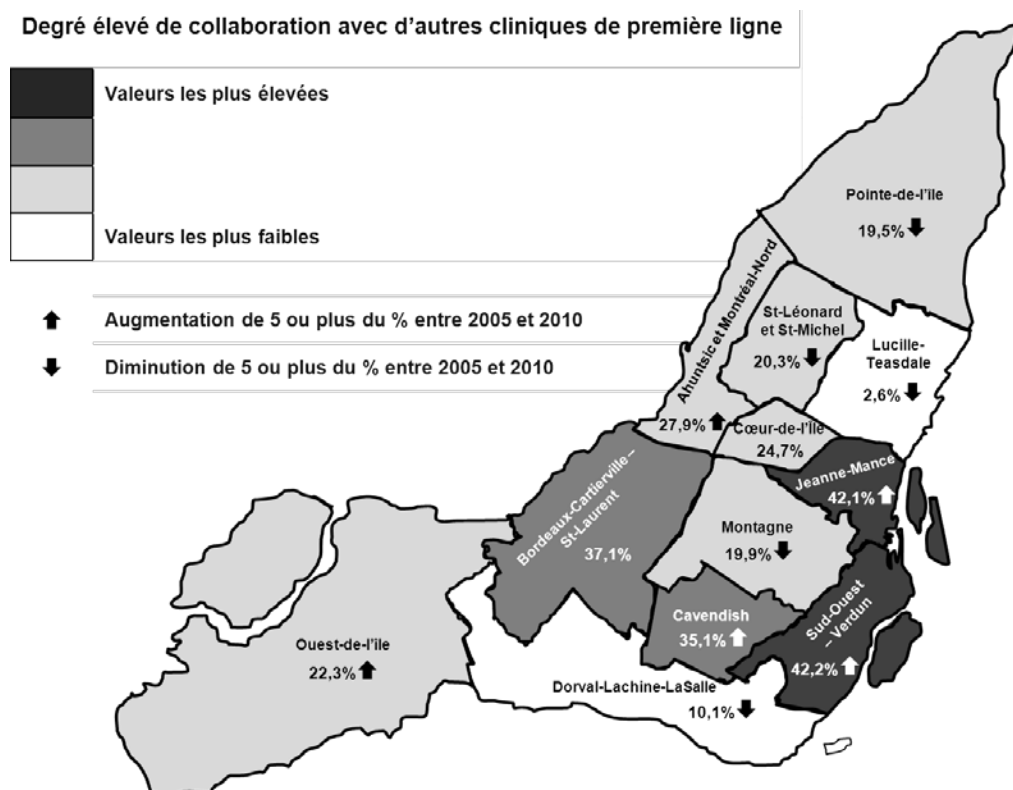 Degré élevé de collaboration avec d'autres cliniques de première ligne
Valeurs les plus élevées
Valeurs les plus faibles
Augmentation de 5 ou plus du % entre 2005 et 2010
Diminution de 5 ou plus du % entre 2005 et 2010
Pointe-de-l'île
19,5%
Ahuntsic et Montréal-Nord
27,9%
St-Léonard
et St-Michel
20,3%
Lucille-
Teasdale
2,6%
Cœur-de-l'Île
24,7%
Jeanne-Mance
42,1%
Bordeaux-Cartierville–
St-Laurent
37,1%
Montagne
19,9%
Cavendish
35,1%
Sud-Ouest
– Verdun
42,2%
Ouest-de-l'île
22,3%
Dorval-Lachine-LaSalle
10,1%